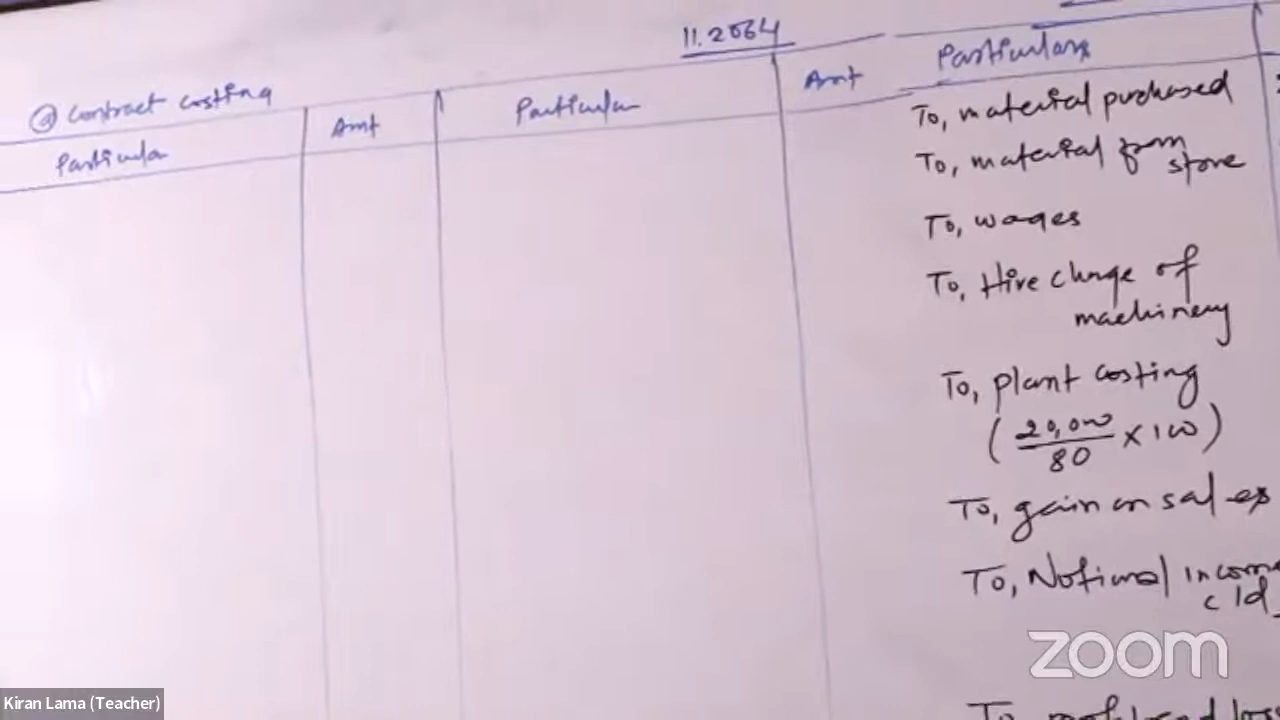 11.2064
@ contract costing
Particular
Amt
Particular
Amt
Particulars
To, material purchased
To, material from
store
To, wages
To, Hire charge of
machinery
To, plant costing
(20,000/80 × 100)
To, gain on sal
To, Notional income
c/d
zoom
Kiran Lama (Teacher)